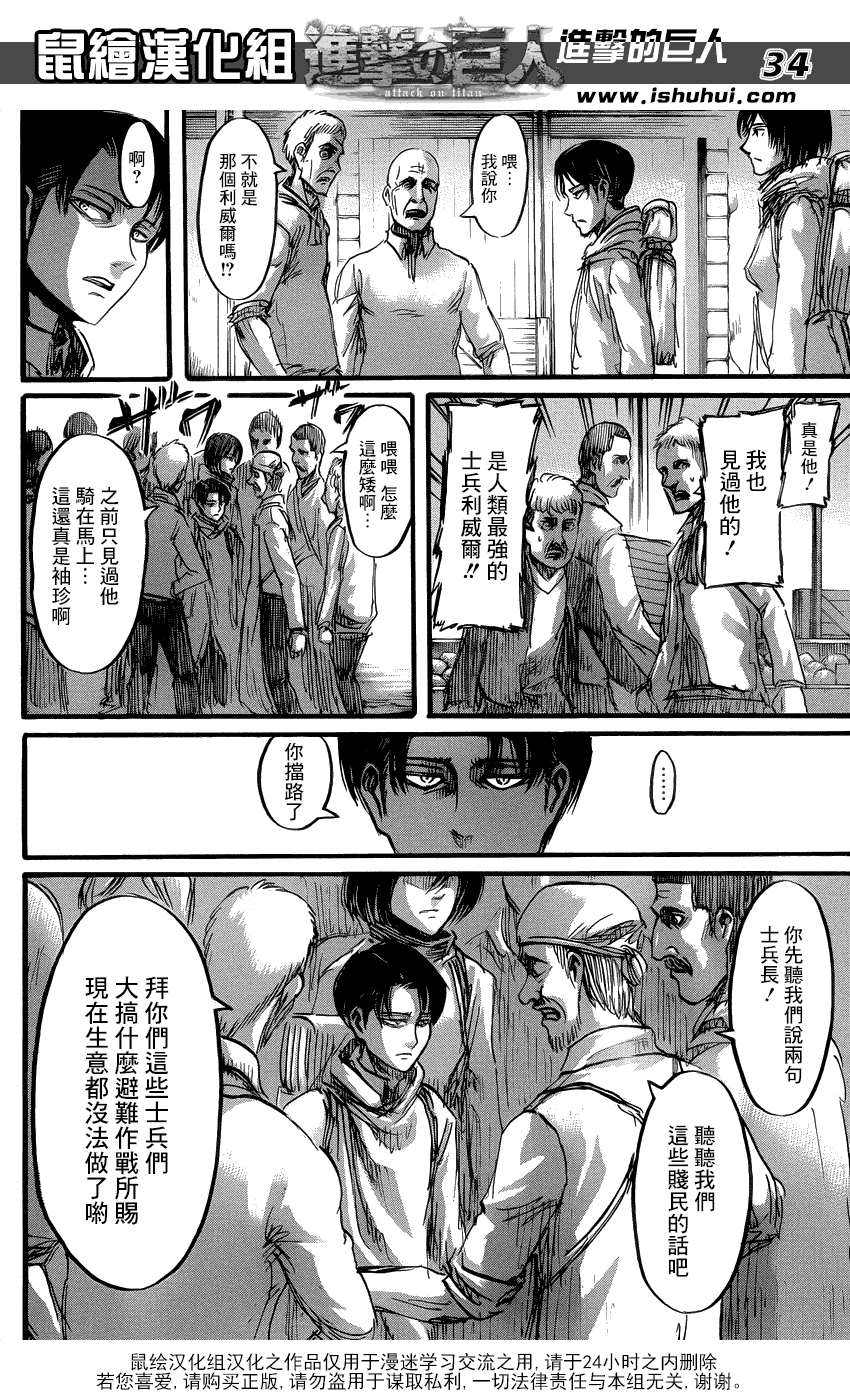 鼠繪漢化組
進撃の巨人
attack on titan
進擊的巨人
34
www.ishuhui.com
喂…
我說你
不就是
那個利威爾嗎!?
啊?
真是他!
我也
見過他的!
是人類最強的
士兵利威爾!!
喂喂 怎麼
這麼矮啊…
之前只見過他
騎在馬上…
這還真是袖珍啊
……
你擋路了
你先聽我們說兩句
士兵長!
聽聽我們
這些賤民的話吧
拜你們這些士兵們
大搞什麼避難作戰所賜
現在生意都沒法做了喲
鼠绘汉化组汉化之作品仅用于漫迷学习交流之用, 请于24小时之内删除
若您喜爱, 请购买正版, 请勿盗用于谋取私利, 一切法律责任与本组无关, 谢谢.